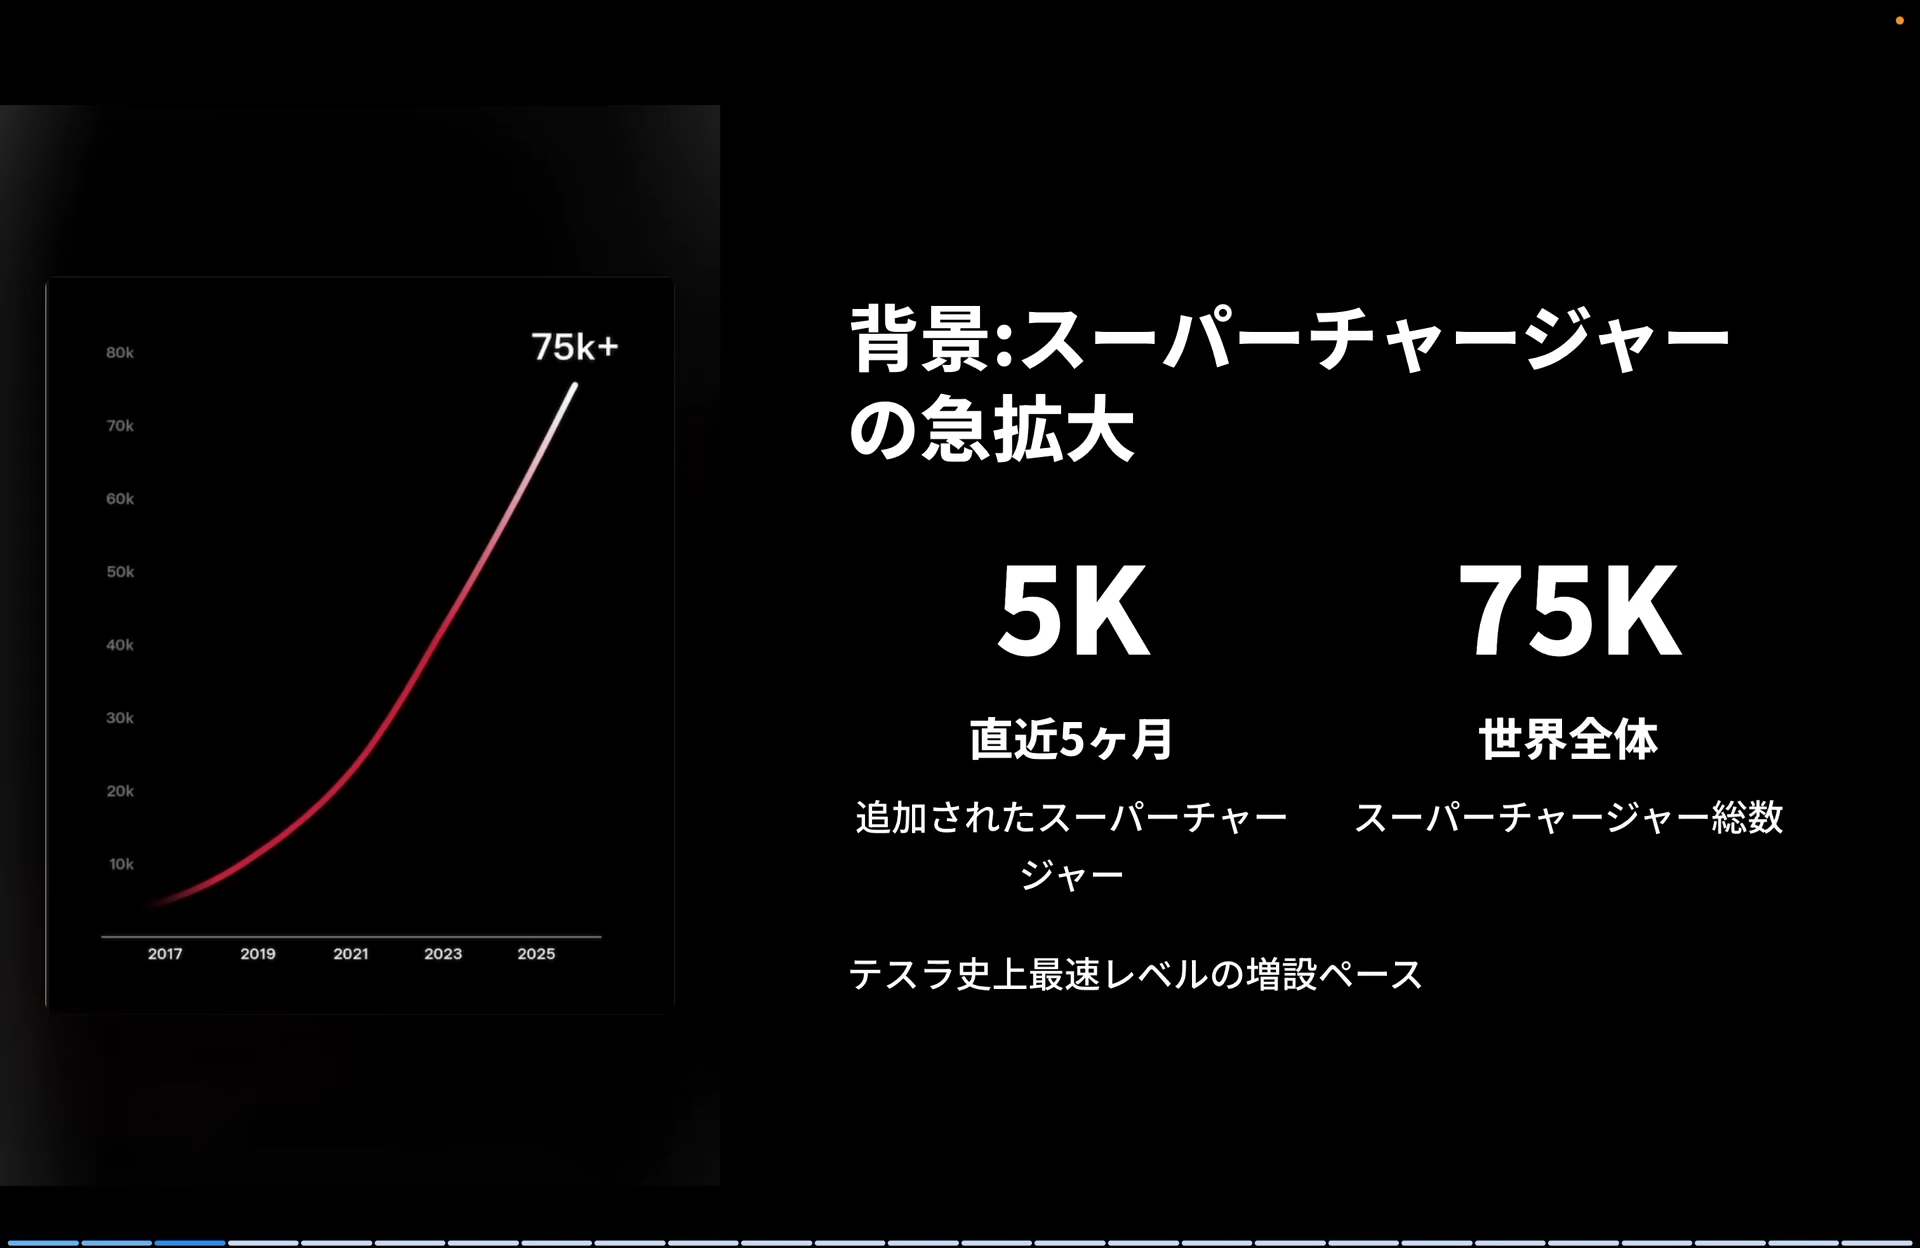 75k+
80k
70k
60k
50k
40k
30k
20k
10k
2017 2019 2021 2023 2025
背景:スーパーチャージャー
の急拡大
5K
直近5ヶ月
追加されたスーパーチャー
ジャー
75K
世界全体
スーパーチャージャー総数
テスラ史上最速レベルの増設ペース